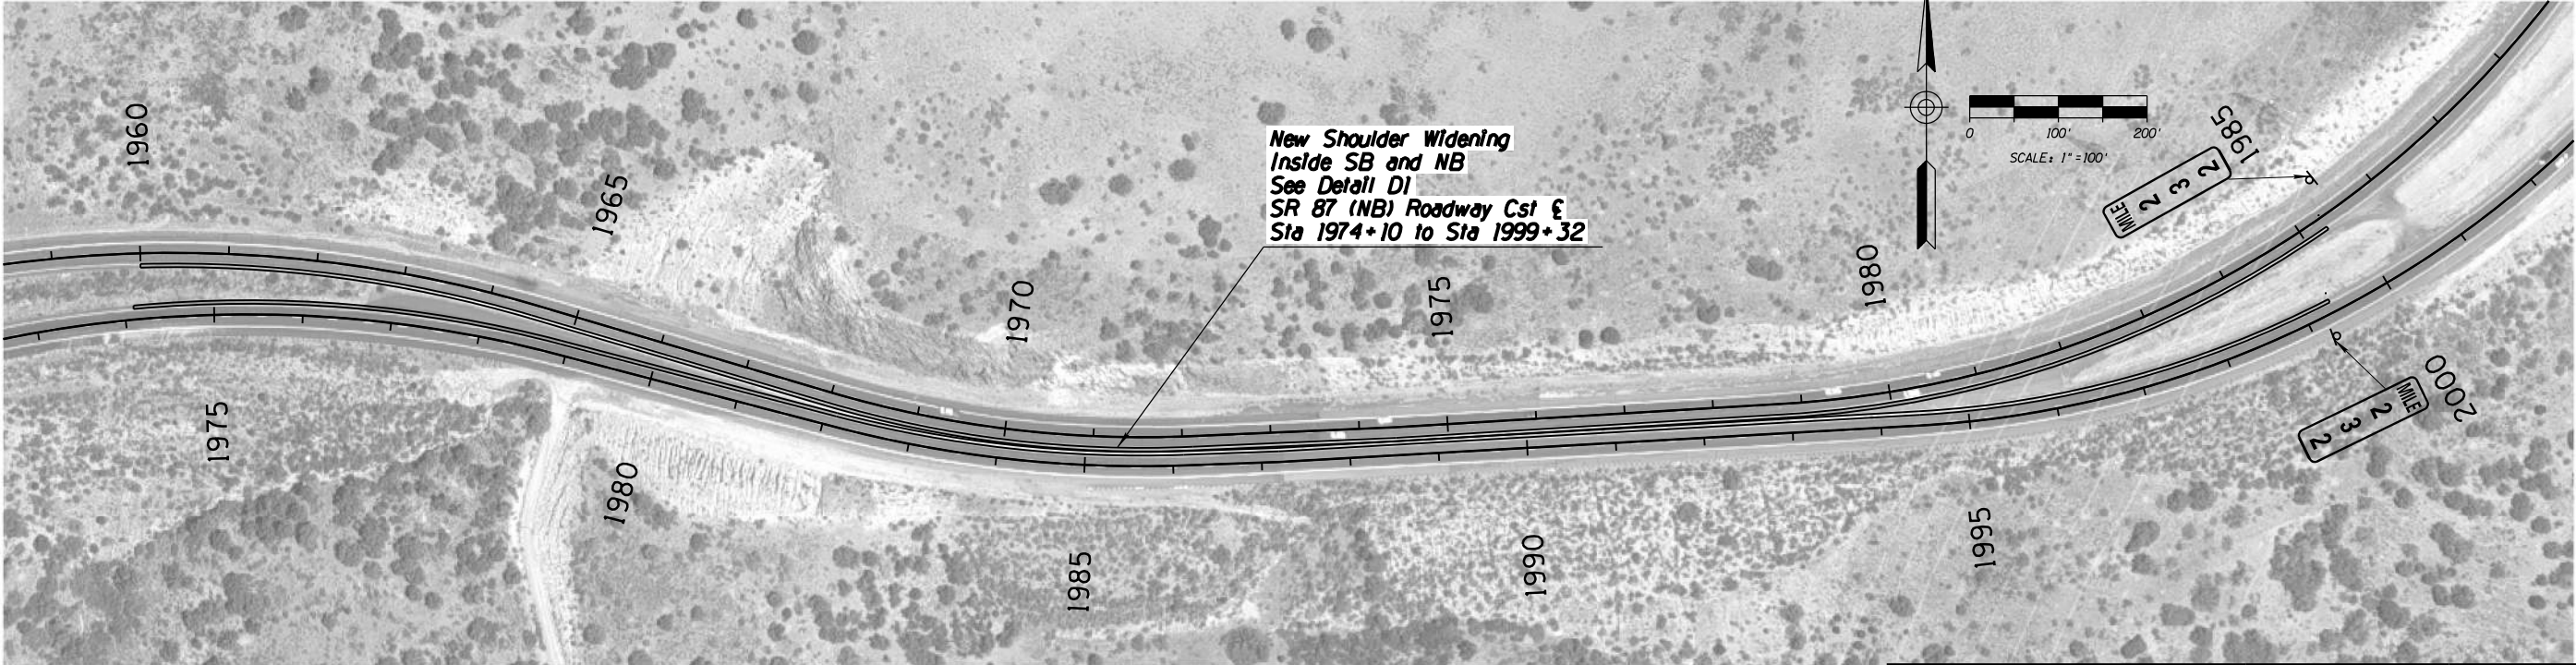 1960
1965
New Shoulder Widening
Inside SB and NB
See Detail D1
SR 87 (NB) Roadway Cst ℄
Sta 1974+10 to Sta 1999+32
1970
1975
1980
0 100' 200'
SCALE: 1"=100'
1985
MILE 2 3 2
MILE 2 3 2
2000
1975
1980
1985
1990
1995